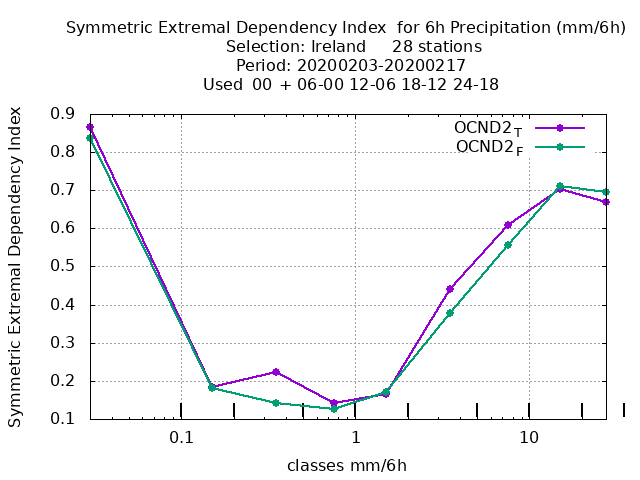 Symmetric Extremal Dependency Index for 6h Precipitation (mm/6h)
Selection: Ireland 28 stations
Period: 20200203-20200217
Used 00 + 06-00 12-06 18-12 24-18
Symmetric Extremal Dependency Index
0.9
0.8
0.7
0.6
0.5
0.4
0.3
0.2
0.1
OCND2T
OCND2F
0.1 1 10
classes mm/6h